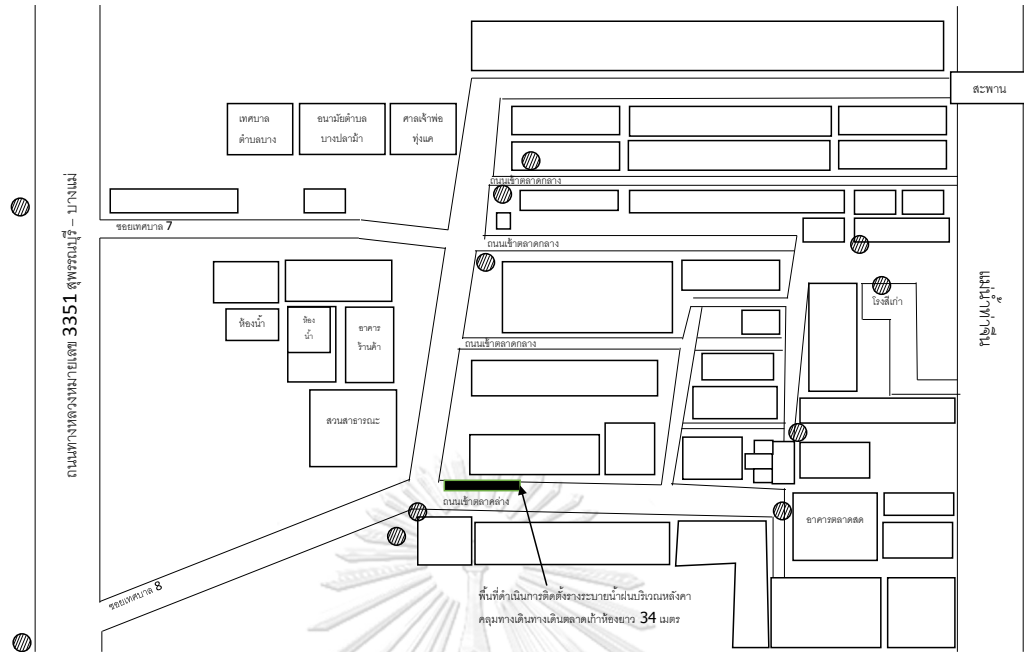 สะพาน
เทศบาล
ตำบลบาง
อนามัยตำบล
บางปลาม้า
ศาลเจ้าพ่อ
ทุ่งแค
ถนนเข้าตลาดกลาง
ซอยเทศบาล 7
ถนนเข้าตลาดกลาง
ถนนทางหลวงหมายเลข 3351 สุพรรณบุรี – บางแม่
แม่น้ำท่าจีน
โรงสีเก่า
ห้องน้ำ
ห้อง
น้ำ
อาคาร
ร้านค้า
ถนนเข้าตลาดกลาง
สวนสาธารณะ
ถนนเข้าตลาดล่าง
อาคารตลาดสด
ซอยเทศบาล 8
พื้นที่ดำเนินการติดตั้งรางระบายน้ำฝนบริเวณหลังคา
คลุมทางเดินทางเดินตลาดเก้าห้องยาว 34 เมตร